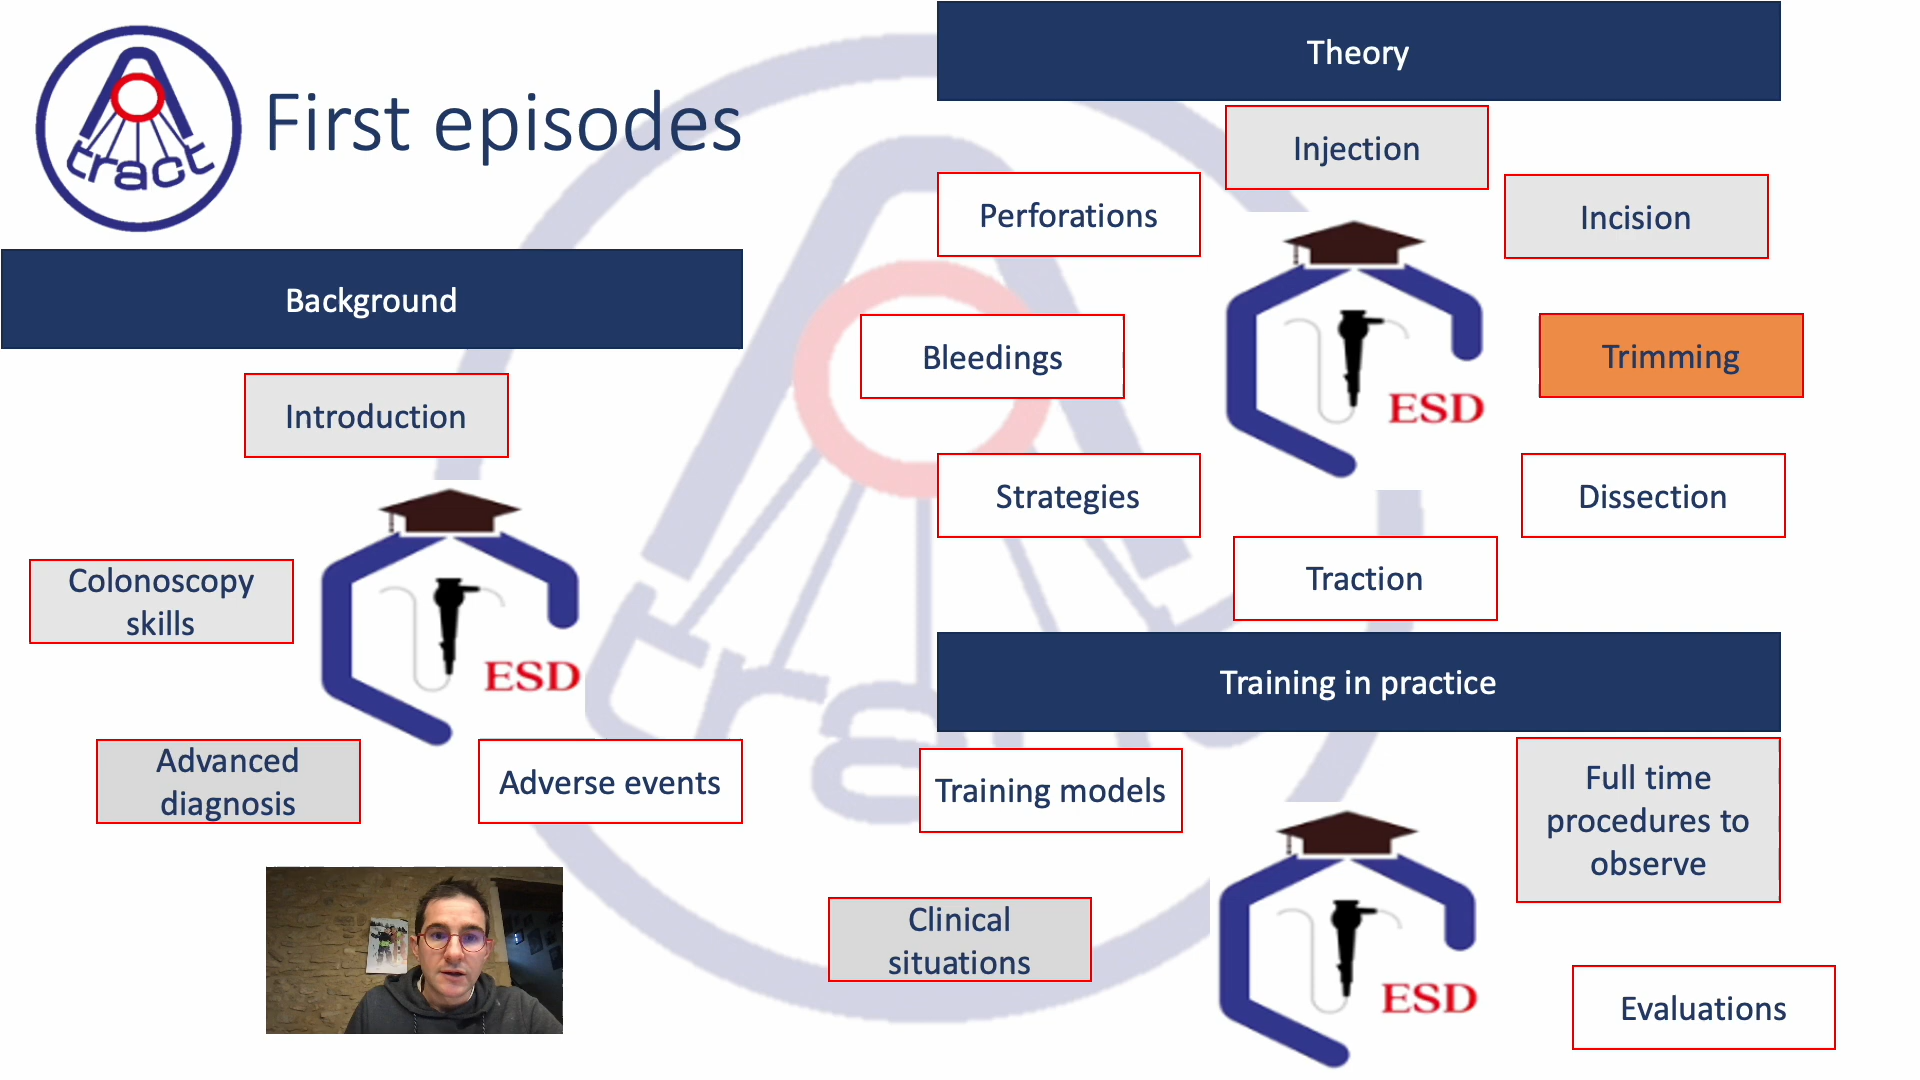 tract
First episodes
Background
Introduction
Colonoscopy
skills
ESD
Advanced
diagnosis
Adverse events
Theory
Injection
Perforations
Incision
Bleedings
Trimming
ESD
Strategies
Dissection
Traction
Training in practice
Training models
Full time
procedures to
observe
Clinical
situations
ESD
Evaluations
tract